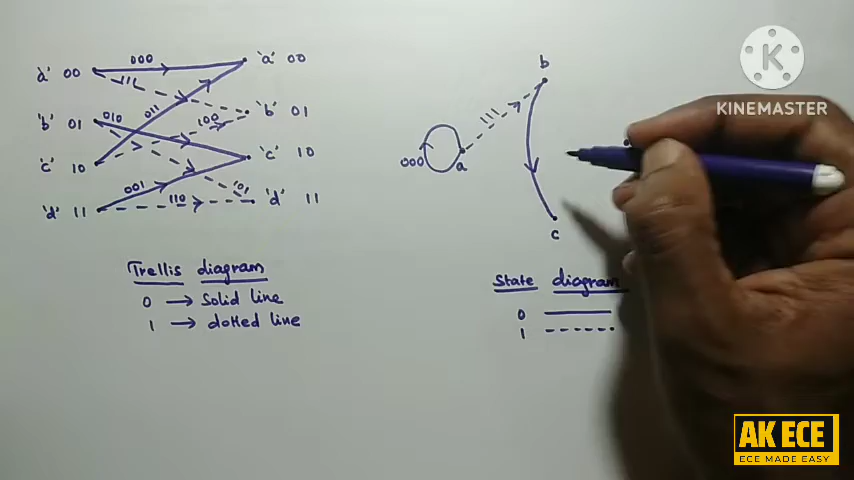 'a' 00 000 'a' 00
111
'b' 01 010 100 'b' 01
011
'c' 10 'c' 10
001 101
'd' 11 110 'd' 11
Trellis diagram
0 → Solid line
1 → dotted line
b
111
000 a
c
State diagram
0
1
K
KINEMASTER
AK ECE
ECE MADE EASY